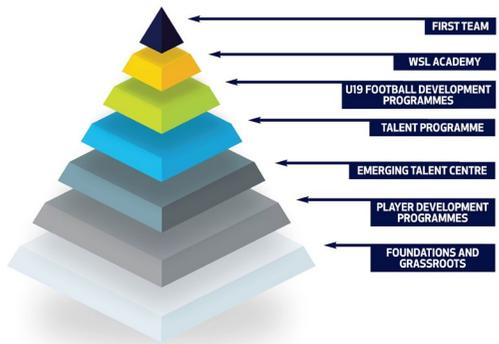 FIRST TEAM
WSL ACADEMY
U19 FOOTBALL DEVELOPMENT
PROGRAMMES
TALENT PROGRAMME
EMERGING TALENT CENTRE
PLAYER DEVELOPMENT
PROGRAMMES
FOUNDATIONS AND
GRASSROOTS